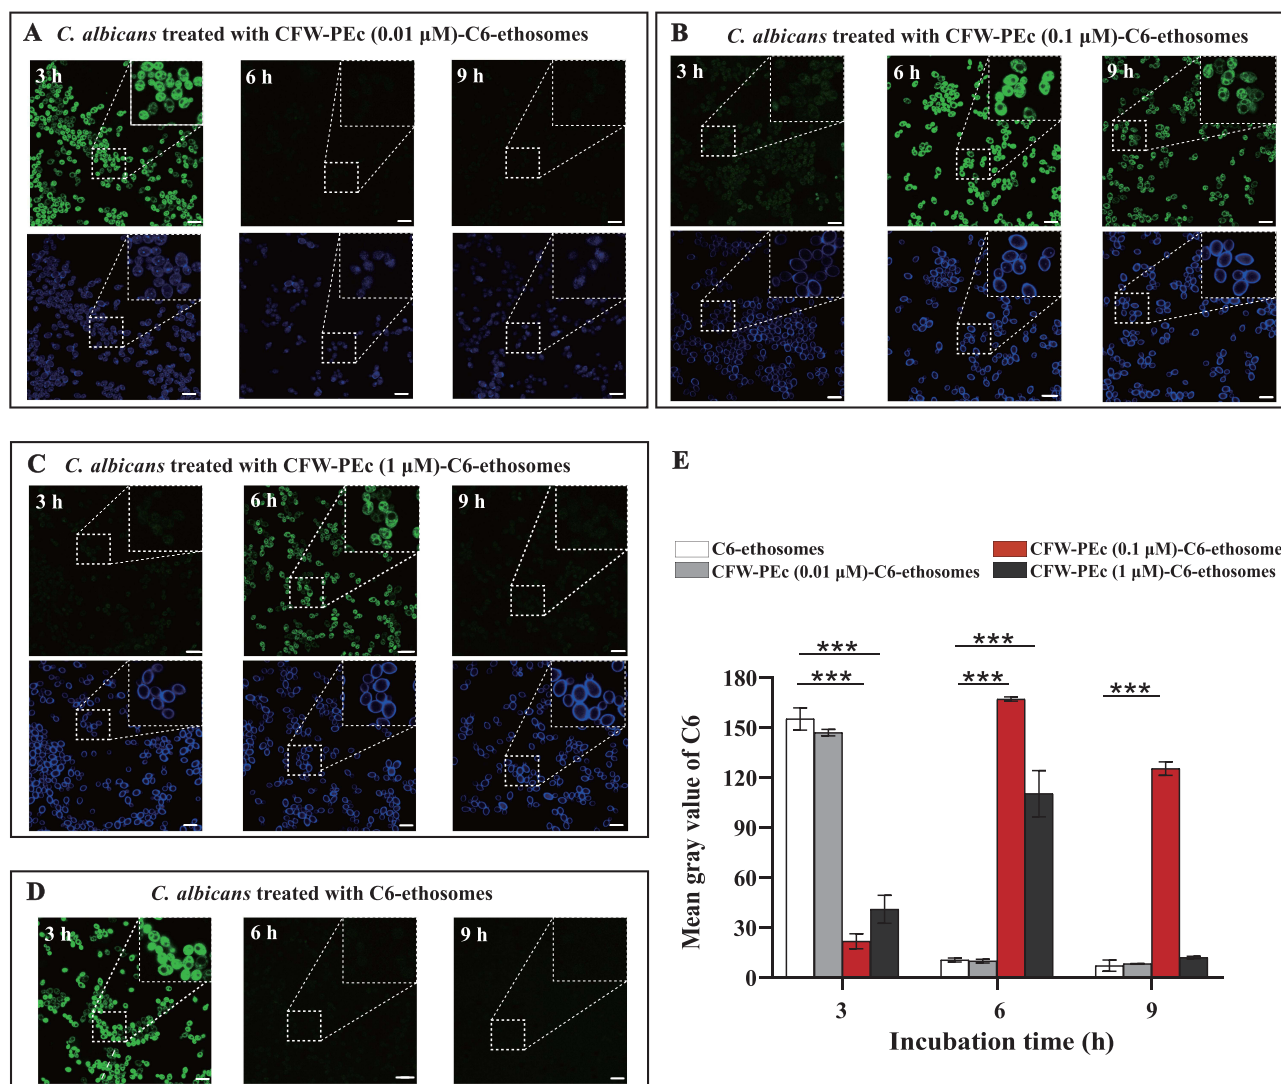 A C. albicans treated with CFW-PEc (0.01 μM)-C6-ethosomes
3 h 6 h 9 h
B C. albicans treated with CFW-PEc (0.1 μM)-C6-ethosomes
3 h 6 h 9 h
C C. albicans treated with CFW-PEc (1 μM)-C6-ethosomes
3 h 6 h 9 h
D C. albicans treated with C6-ethosomes
3 h 6 h 9 h
E
C6-ethosomes
CFW-PEc (0.01 μM)-C6-ethosomes
CFW-PEc (0.1 μM)-C6-ethosome
CFW-PEc (1 μM)-C6-ethosomes
*** ***
*** *** ***
Mean gray value of C6
180
150
120
90
60
30
0
3 6 9
Incubation time (h)